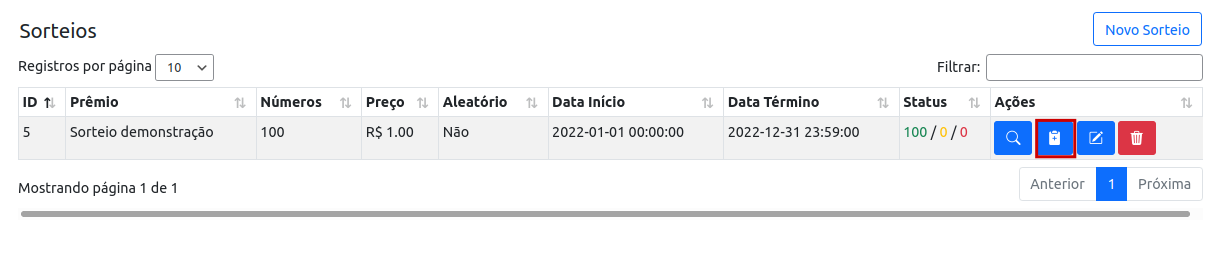 Sorteios
Novo Sorteio
Registros por página 10
Filtrar:
ID Prêmio Números Preço Aleatório Data Início Data Término Status Ações
5 Sorteio demonstração 100 R$ 1.00 Não 2022-01-01 00:00:00 2022-12-31 23:59:00 100 / 0 / 0
Mostrando página 1 de 1
Anterior 1 Próxima